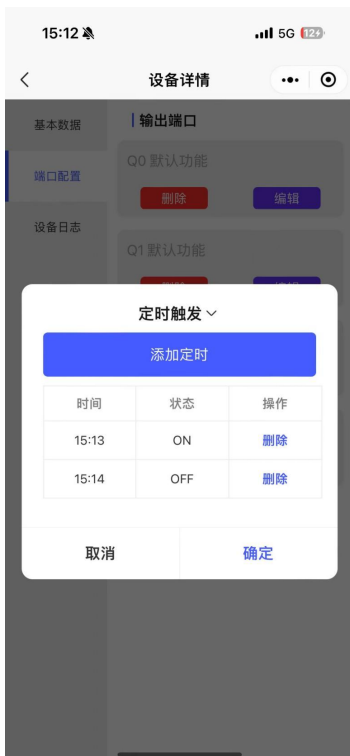 15:12 5G 12
设备详情
基本数据
输出端口
Q0 默认功能
端口配置
删除 编辑
设备日志
Q1 默认功能
定时触发
添加定时
时间 状态 操作
15:13 ON 删除
15:14 OFF 删除
取消 确定